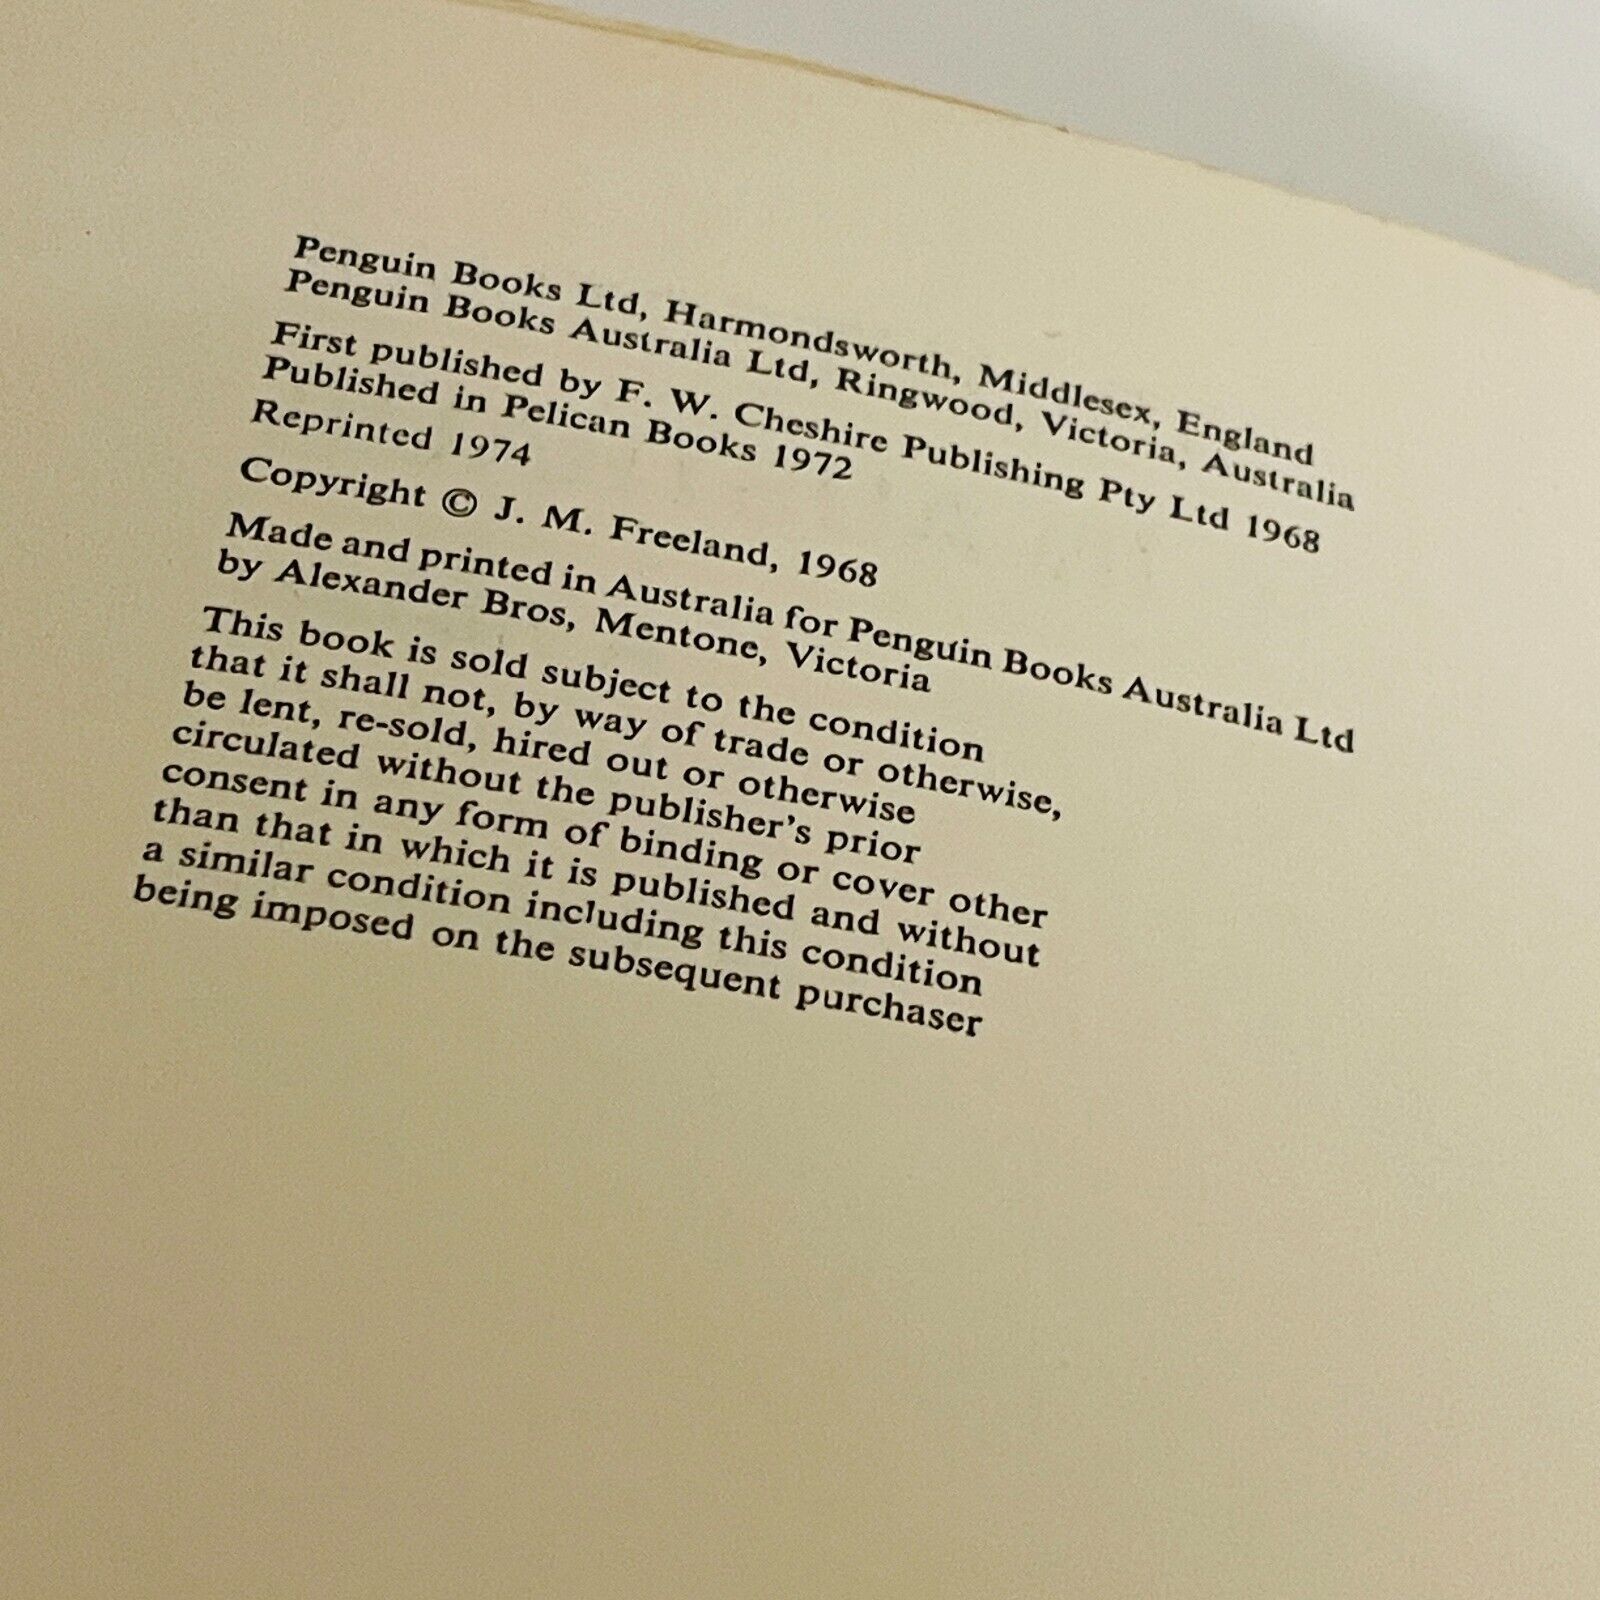 Penguin Books Ltd, Harmondsworth, Middlesex, England
Penguin Books Australia Ltd, Ringwood, Victoria, Australia
First published by F. W. Cheshire Publishing Pty Ltd 1968
Published in Pelican Books 1972
Reprinted 1974
Copyright © J. M. Freeland, 1968
Made and printed in Australia for Penguin Books Australia Ltd
by Alexander Bros, Mentone, Victoria
This book is sold subject to the condition
that it shall not, by way of trade or otherwise,
be lent, re-sold, hired out or otherwise
circulated without the publisher's prior
consent in any form of binding or cover other
than that in which it is published and without
a similar condition including this condition
being imposed on the subsequent purchaser